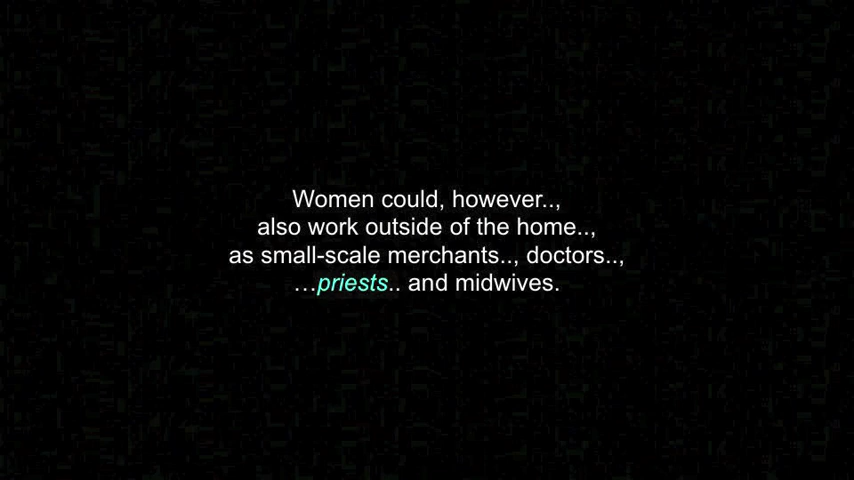 Women could, however..,
also work outside of the home..,
as small-scale merchants.., doctors..,
…priests.. and midwives.